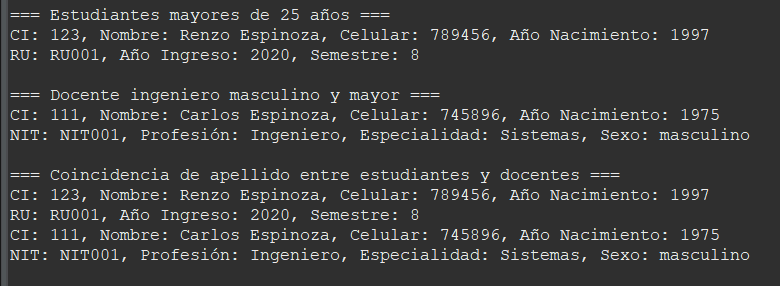 === Estudiantes mayores de 25 años ===
CI: 123, Nombre: Renzo Espinoza, Celular: 789456, Año Nacimiento: 1997
RU: RU001, Año Ingreso: 2020, Semestre: 8
=== Docente ingeniero masculino y mayor ===
CI: 111, Nombre: Carlos Espinoza, Celular: 745896, Año Nacimiento: 1975
NIT: NIT001, Profesión: Ingeniero, Especialidad: Sistemas, Sexo: masculino
=== Coincidencia de apellido entre estudiantes y docentes ===
CI: 123, Nombre: Renzo Espinoza, Celular: 789456, Año Nacimiento: 1997
RU: RU001, Año Ingreso: 2020, Semestre: 8
CI: 111, Nombre: Carlos Espinoza, Celular: 745896, Año Nacimiento: 1975
NIT: NIT001, Profesión: Ingeniero, Especialidad: Sistemas, Sexo: masculino